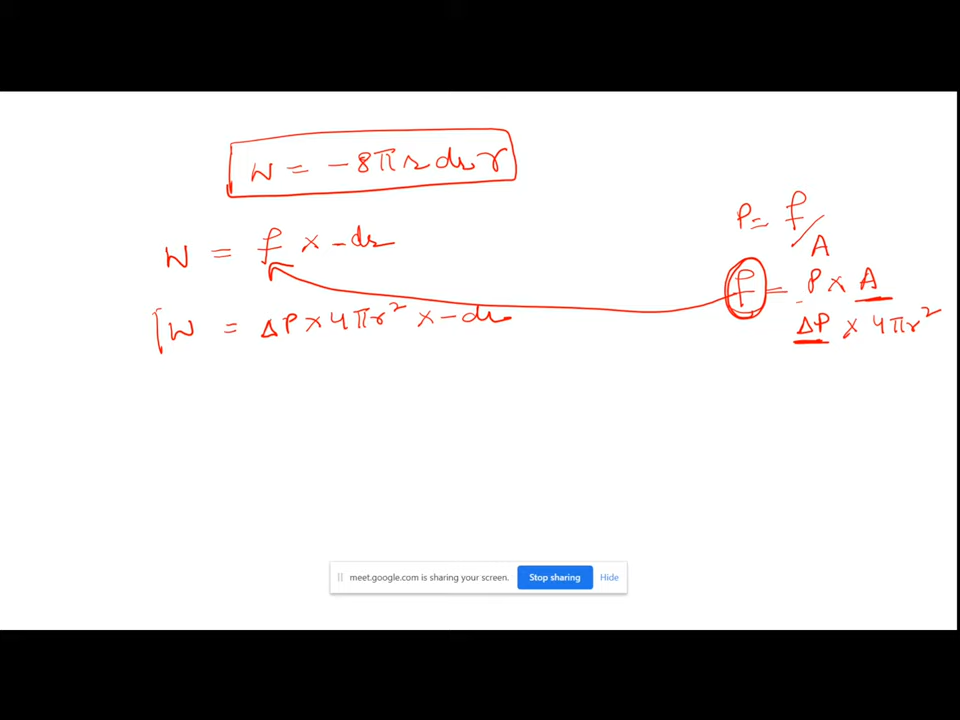 W = -8πr dr γ
P = f/A
W = f × -dr
f = P × A
W = ΔP × 4πr² × -dr
ΔP × 4πr²
meet.google.com is sharing your screen. Stop sharing Hide